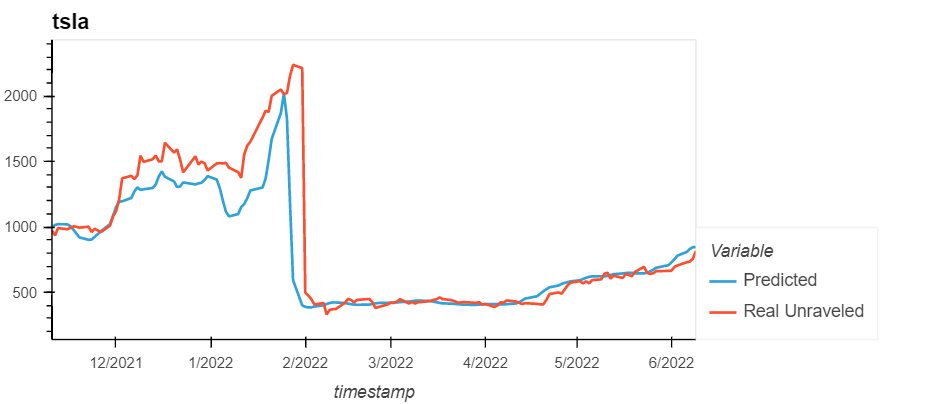 tsla
2000
1500
1000
500
12/2021 1/2022 2/2022 3/2022 4/2022 5/2022 6/2022
timestamp
Variable
Predicted
Real Unraveled